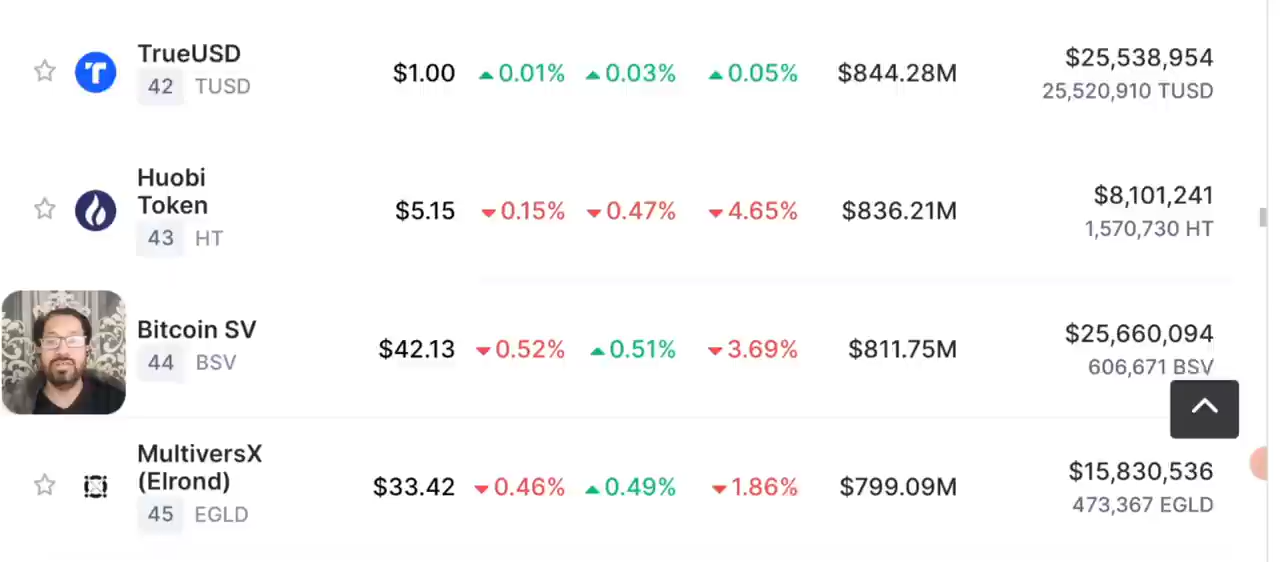 TrueUSD
42 TUSD
$1.00 0.01% 0.03% 0.05% $844.28M
$25,538,954
25,520,910 TUSD
Huobi
Token
43 HT
$5.15 0.15% 0.47% 4.65% $836.21M
$8,101,241
1,570,730 HT
Bitcoin SV
44 BSV
$42.13 0.52% 0.51% 3.69% $811.75M
$25,660,094
606,671 BSV
MultiversX
(Elrond)
45 EGLD
$33.42 0.46% 0.49% 1.86% $799.09M
$15,830,536
473,367 EGLD